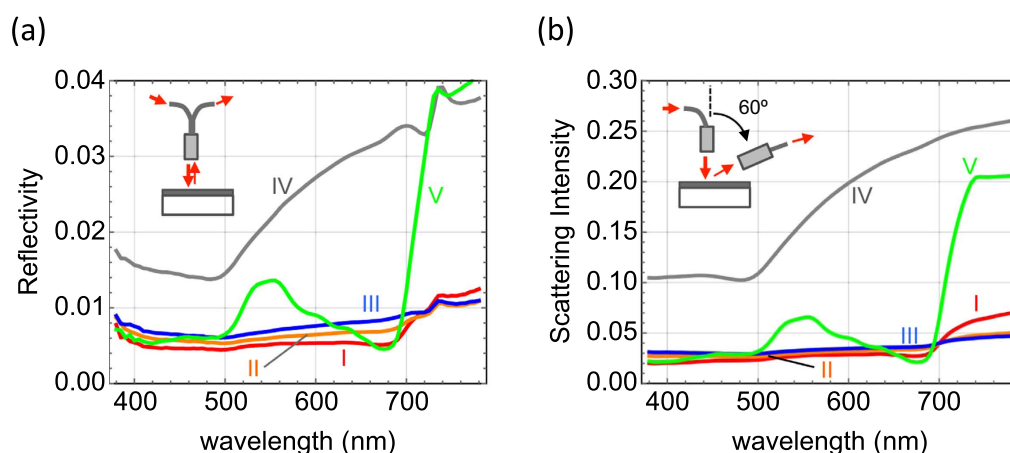 (a)
(b)
Reflectivity
0.04
0.03
0.02
0.01
0.00
400
500
600
700
wavelength (nm)
IV
V
III
II
I
Scattering Intensity
0.30
0.25
0.20
0.15
0.10
0.05
0.00
400
500
600
700
wavelength (nm)
60º
V
IV
I
III
II